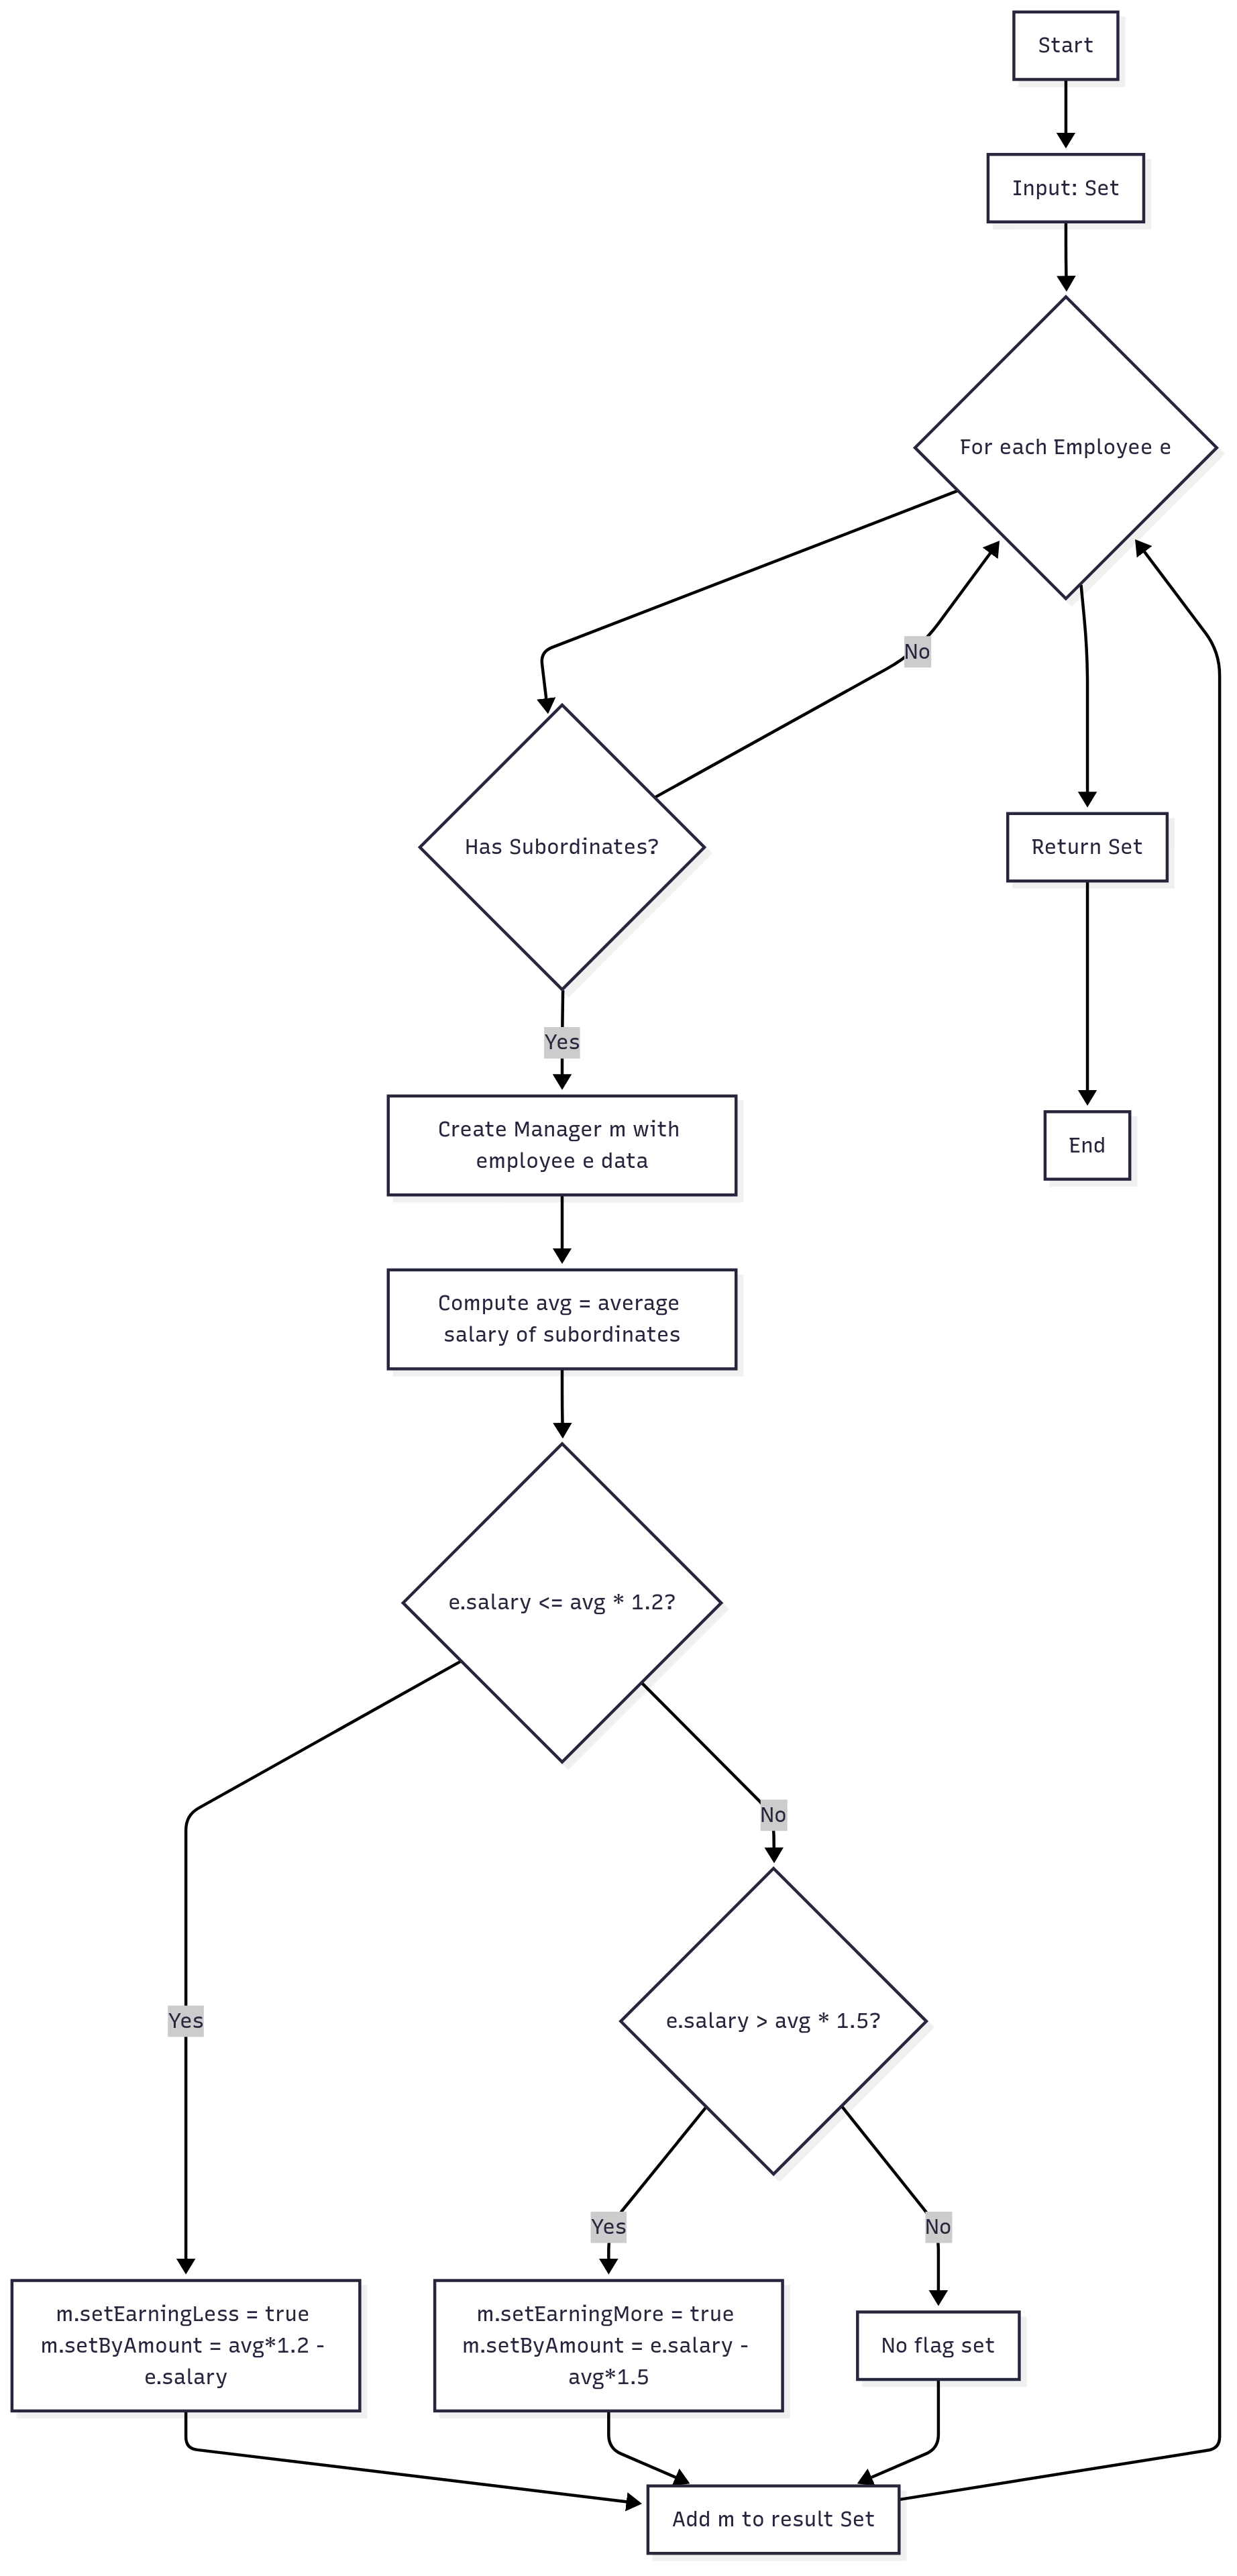 Start
Input: Set
For each Employee e
No
Has Subordinates?
Return Set
Yes
Create Manager m with
employee e data
End
Compute avg = average
salary of subordinates
e.salary <= avg * 1.2?
No
Yes
e.salary > avg * 1.5?
Yes
No
m.setEarningLess = true
m.setByAmount = avg*1.2 -
e.salary
m.setEarningMore = true
m.setByAmount = e.salary -
avg*1.5
No flag set
Add m to result Set